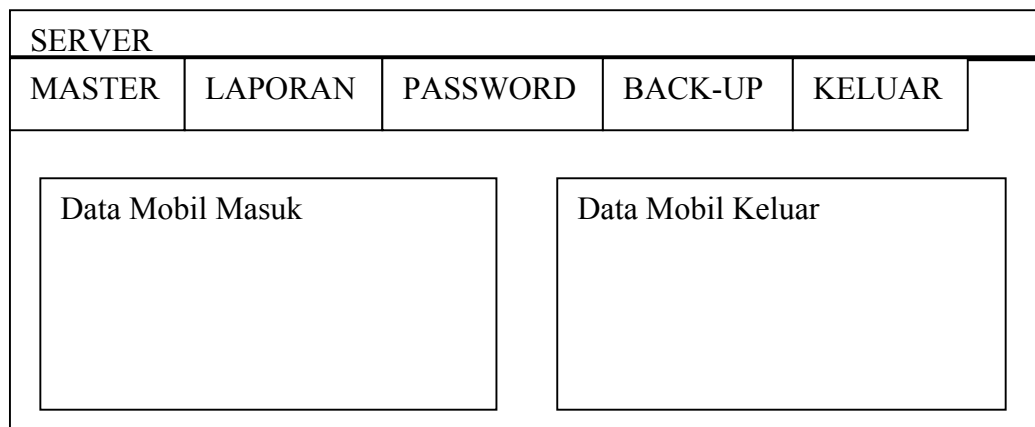 SERVER
MASTER LAPORAN PASSWORD BACK-UP KELUAR
Data Mobil Masuk Data Mobil Keluar